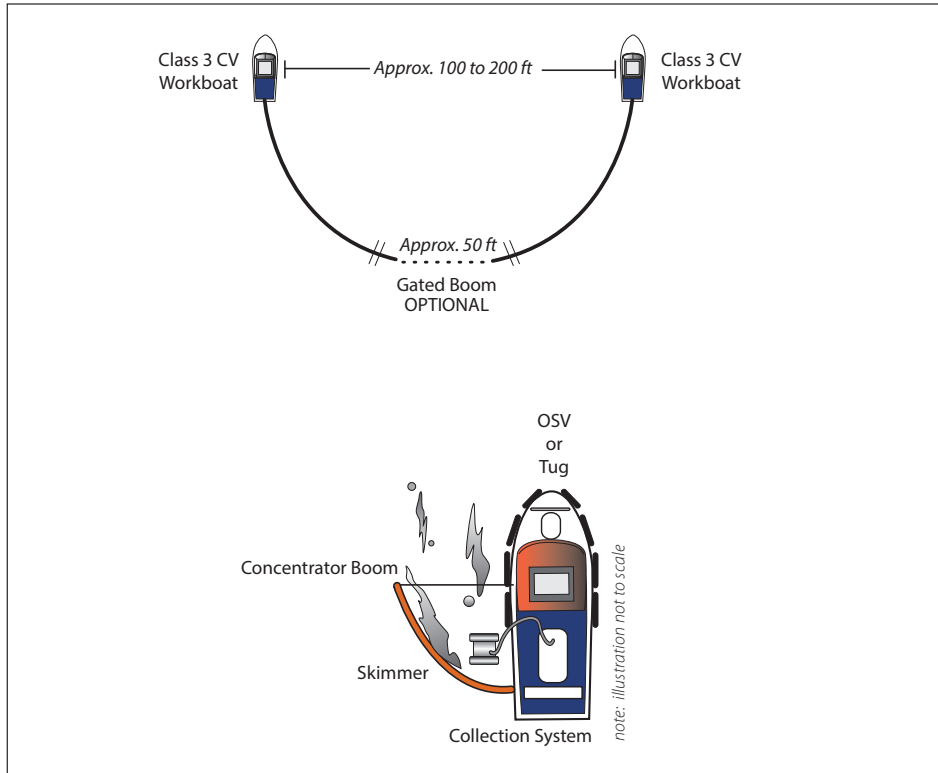 Class 3 CV
Workboat
Approx. 100 to 200 ft
Class 3 CV
Workboat
Approx. 50 ft
Gated Boom
OPTIONAL
OSV
or
Tug
Concentrator Boom
Skimmer
Collection System
note: illustration not to scale